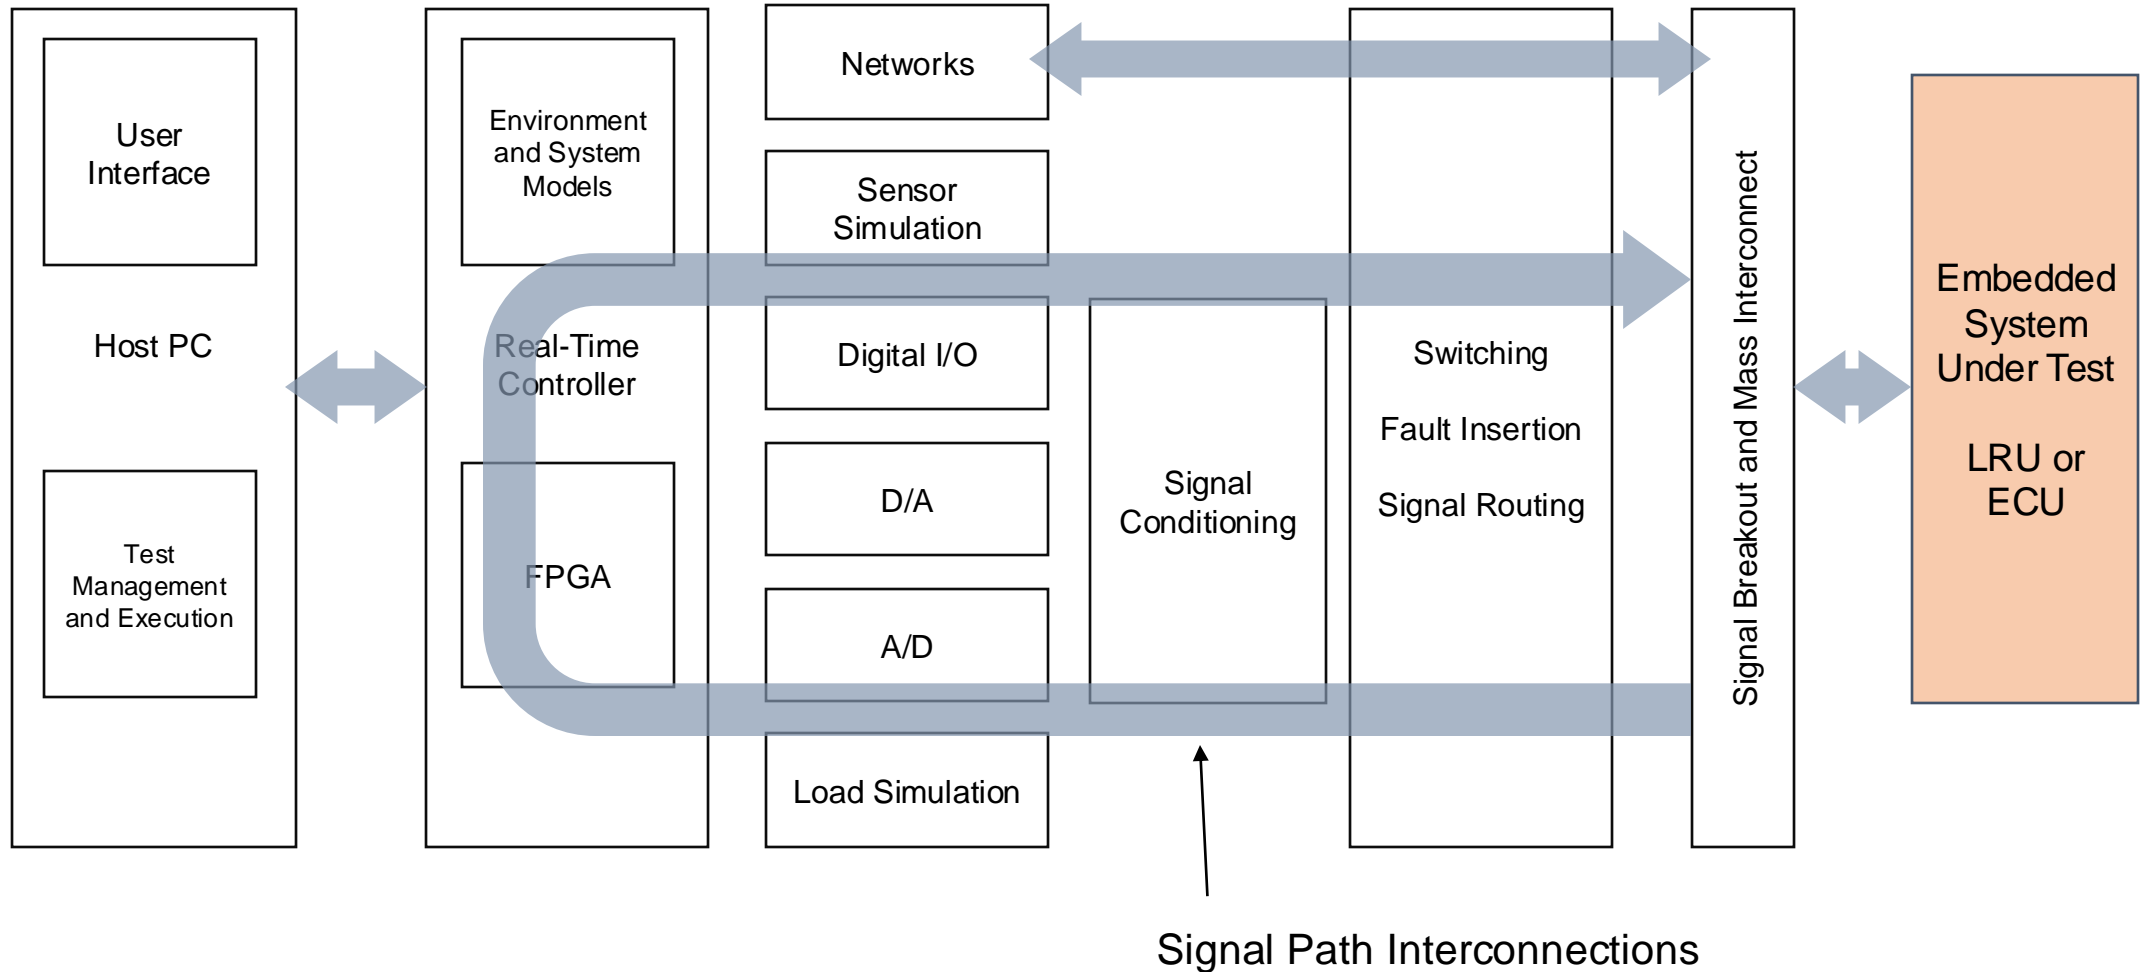 User
Interface
Host PC
Test
Management
and Execution
Environment
and System
Models
Real-Time
Controller
FPGA
Networks
Sensor
Simulation
Digital I/O
D/A
A/D
Load Simulation
Signal
Conditioning
Switching
Fault Insertion
Signal Routing
Signal Breakout and Mass Interconnect
Embedded
System
Under Test
LRU or
ECU
Signal Path Interconnections